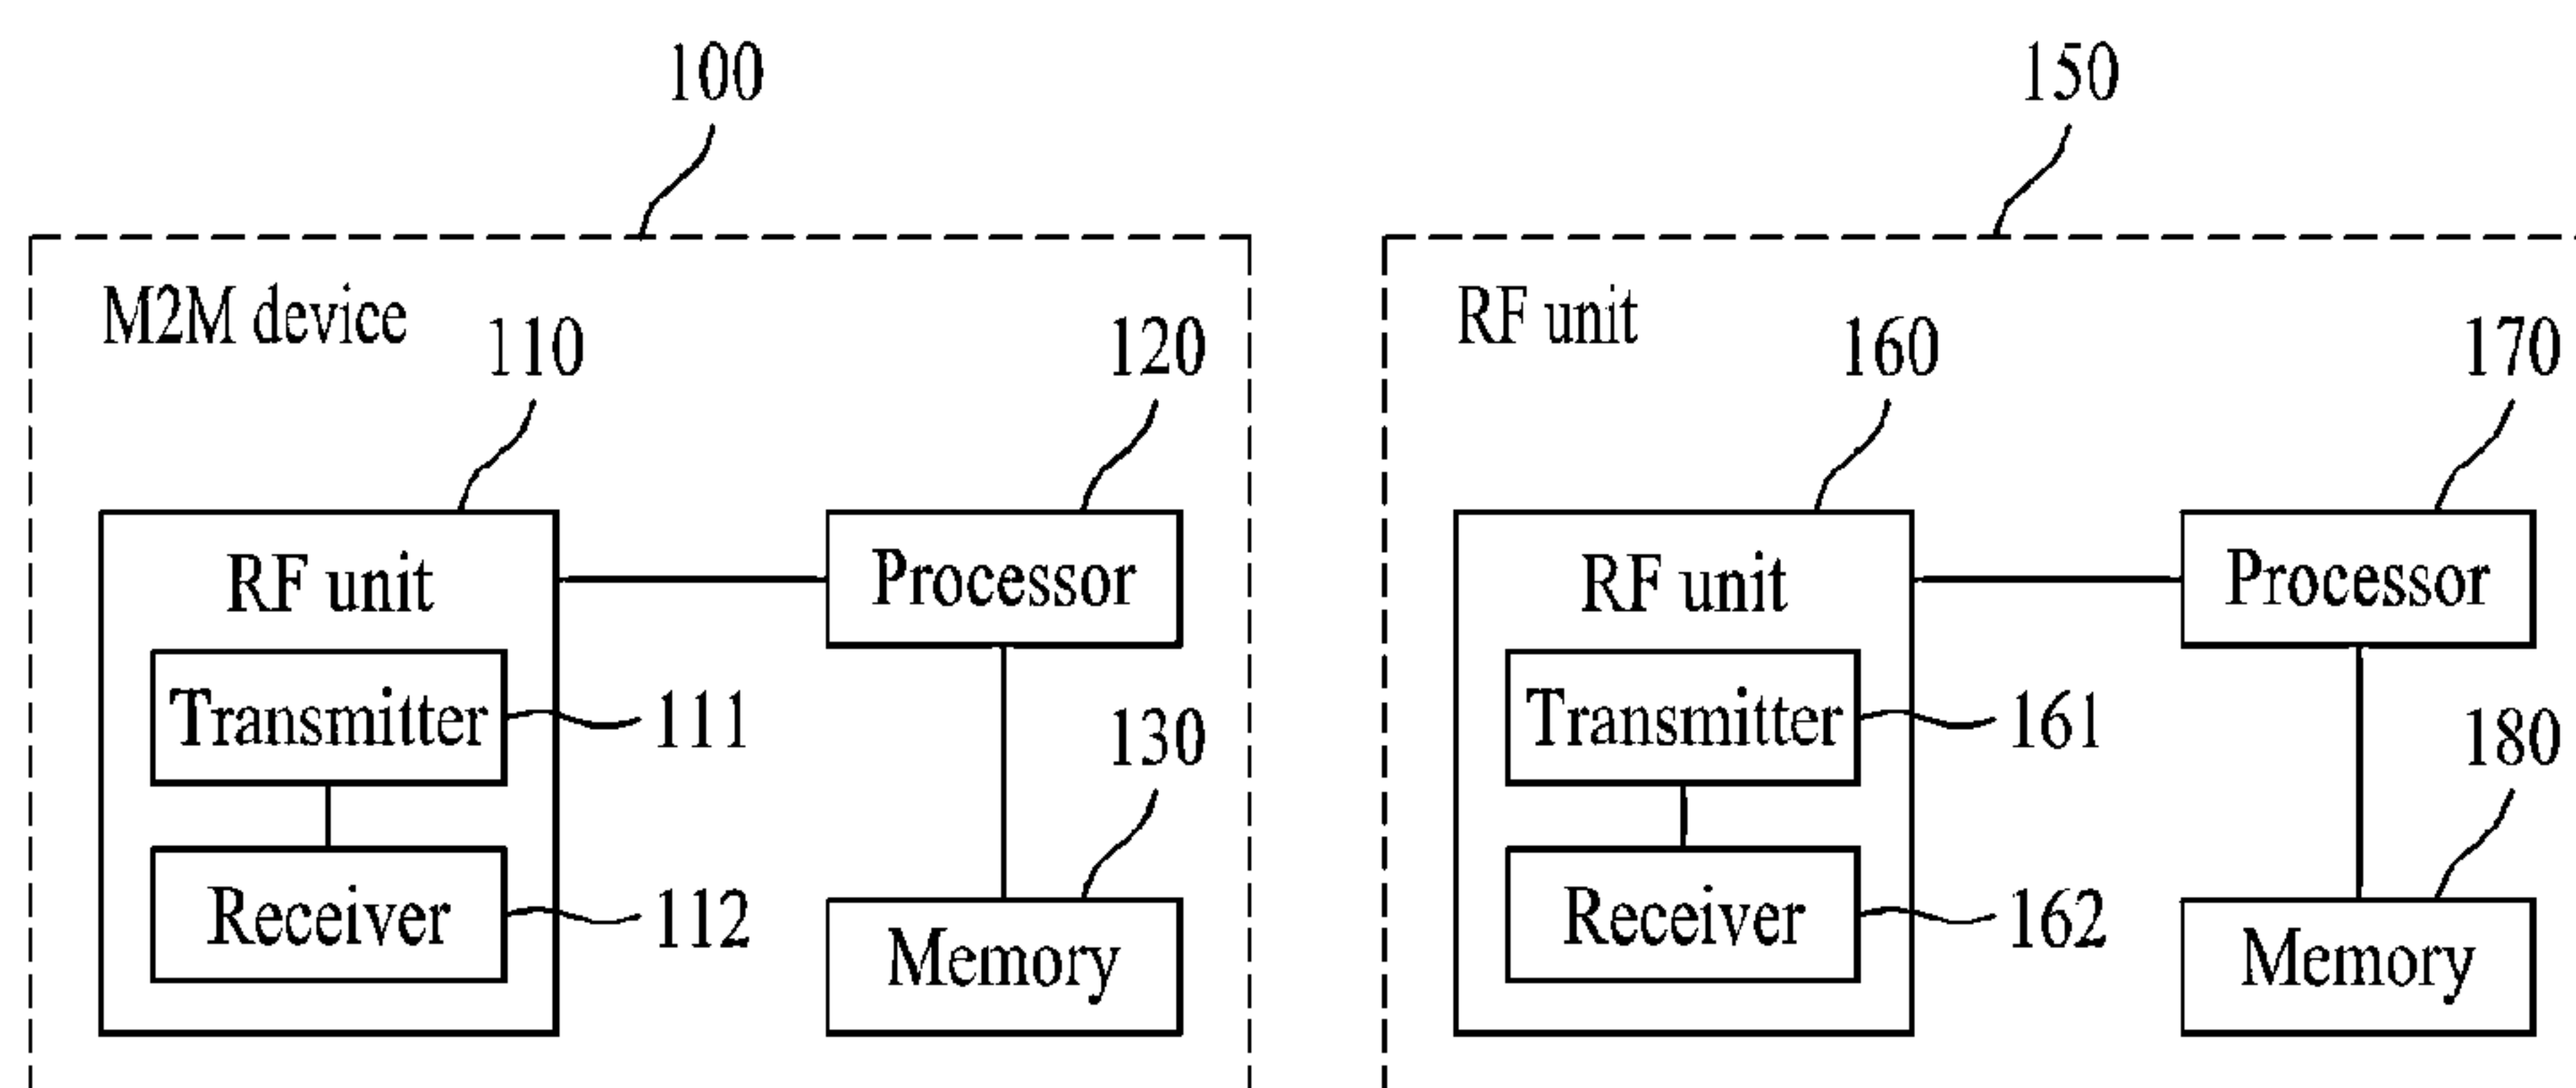 100
150
M2M device
110
120
RF unit
160
170
RF unit
Processor
RF unit
Processor
Transmitter
111
130
Transmitter
161
180
Receiver
112
Memory
Receiver
162
Memory